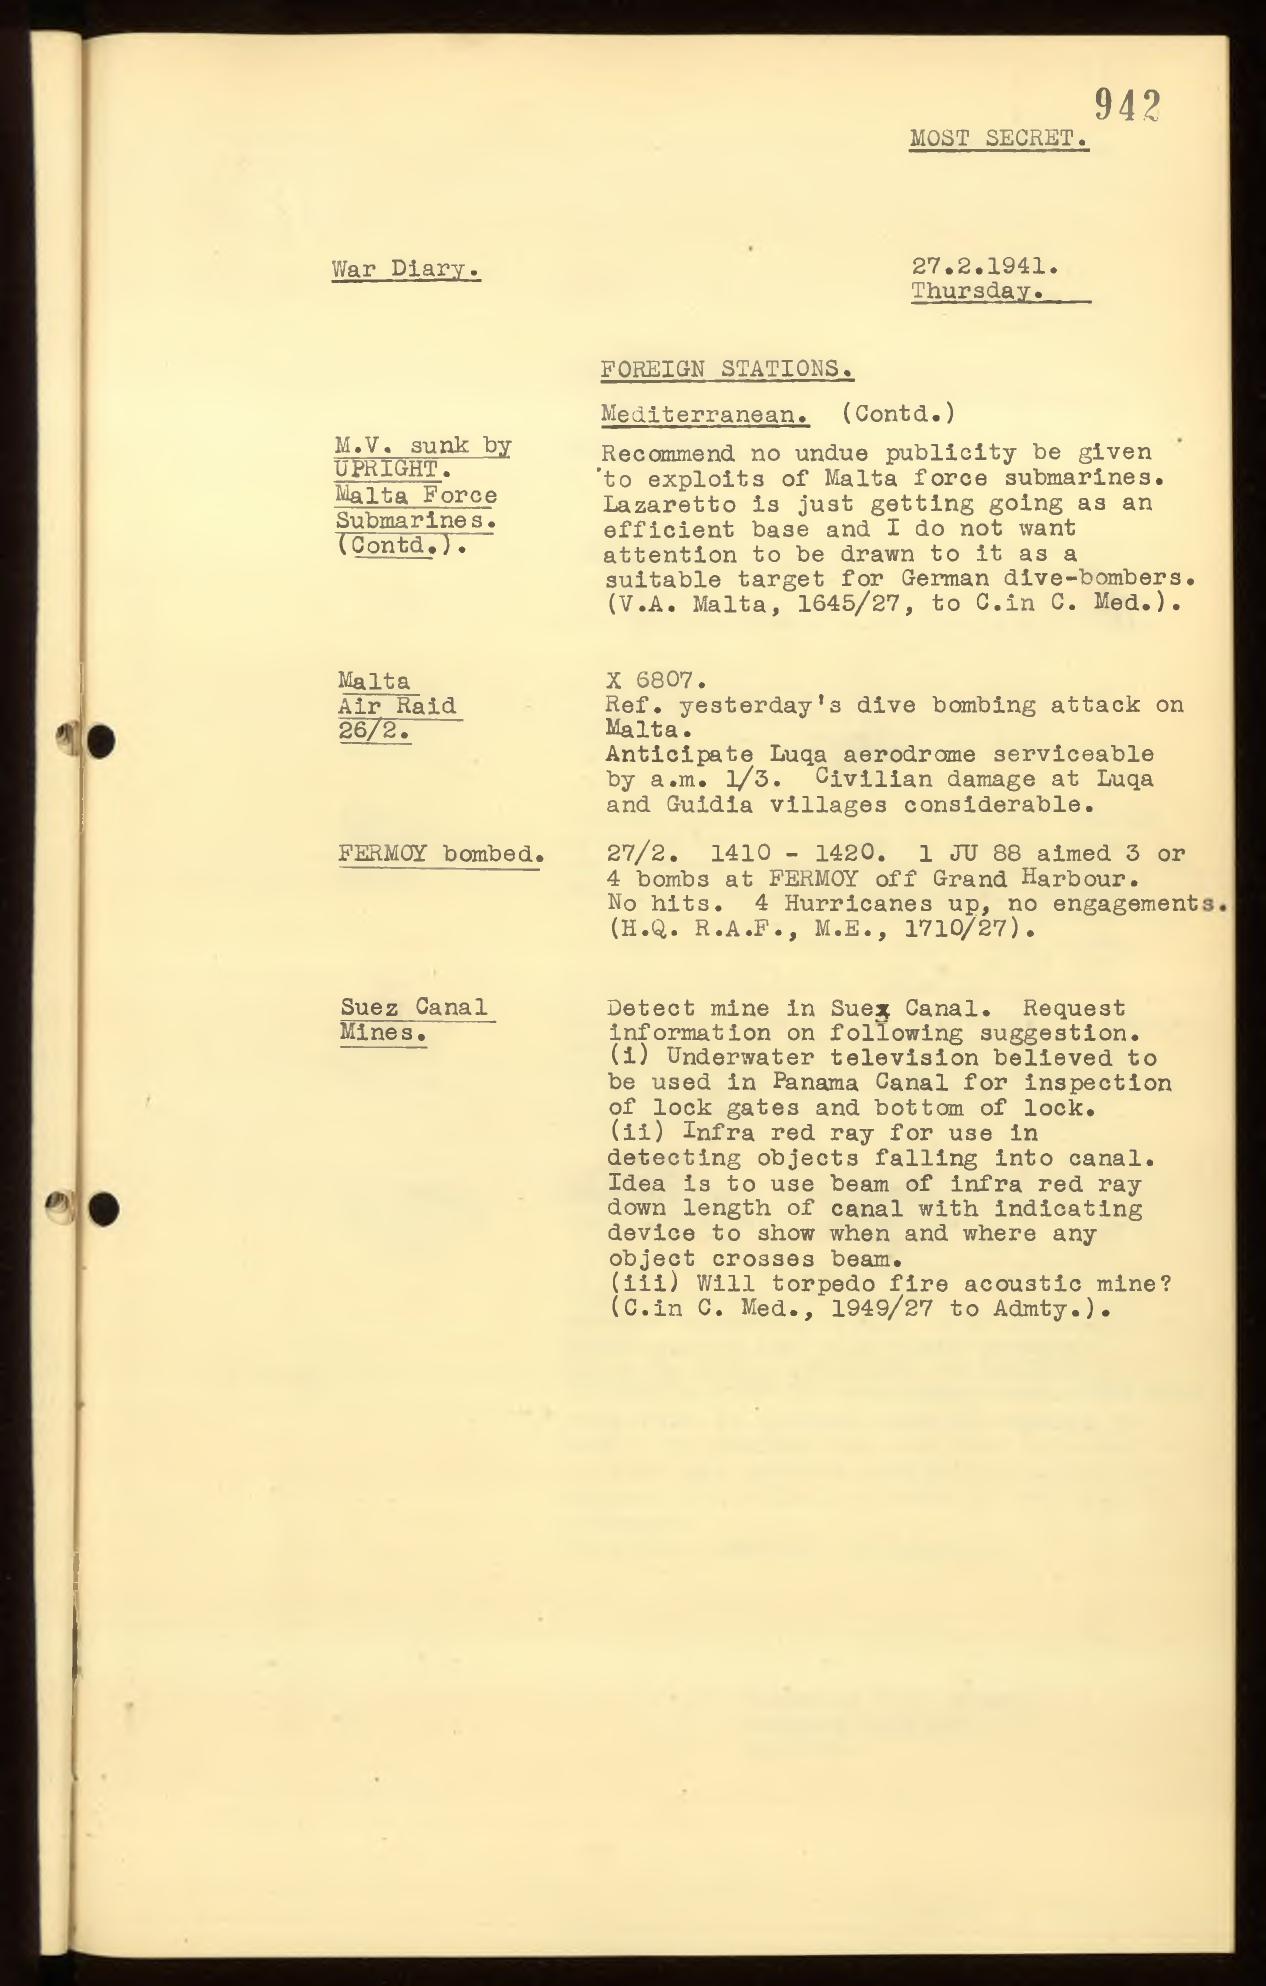 942
MOST SECRET.
War Diary.
27.2.1941.
Thursday.
FOREIGN STATIONS.
Mediterranean. (Contd.)
M.V. sunk by
UPRIGHT.
Malta Force
Submarines.
(Contd.).
Recommend no undue publicity be given
to exploits of Malta force submarines.
Lazaretto is just getting going as an
efficient base and I do not want
attention to be drawn to it as a
suitable target for German dive-bombers.
(V.A. Malta, 1645/27, to C.in C. Med.).
Malta
Air Raid
26/2.
X 6807.
Ref. yesterday's dive bombing attack on
Malta.
Anticipate Luqa aerodrome serviceable
by a.m. 1/3. Civilian damage at Luqa
and Guidia villages considerable.
FERMOY bombed.
27/2. 1410 - 1420. 1 JU 88 aimed 3 or
4 bombs at FERMOY off Grand Harbour.
No hits. 4 Hurricanes up, no engagements.
(H.Q. R.A.F., M.E., 1710/27).
Suez Canal
Mines.
Detect mine in Suez Canal. Request
information on following suggestion.
(i) Underwater television believed to
be used in Panama Canal for inspection
of lock gates and bottom of lock.
(ii) Infra red ray for use in
detecting objects falling into canal.
Idea is to use beam of infra red ray
down length of canal with indicating
device to show when and where any
object crosses beam.
(iii) Will torpedo fire acoustic mine?
(C.in C. Med., 1949/27 to Admty.).